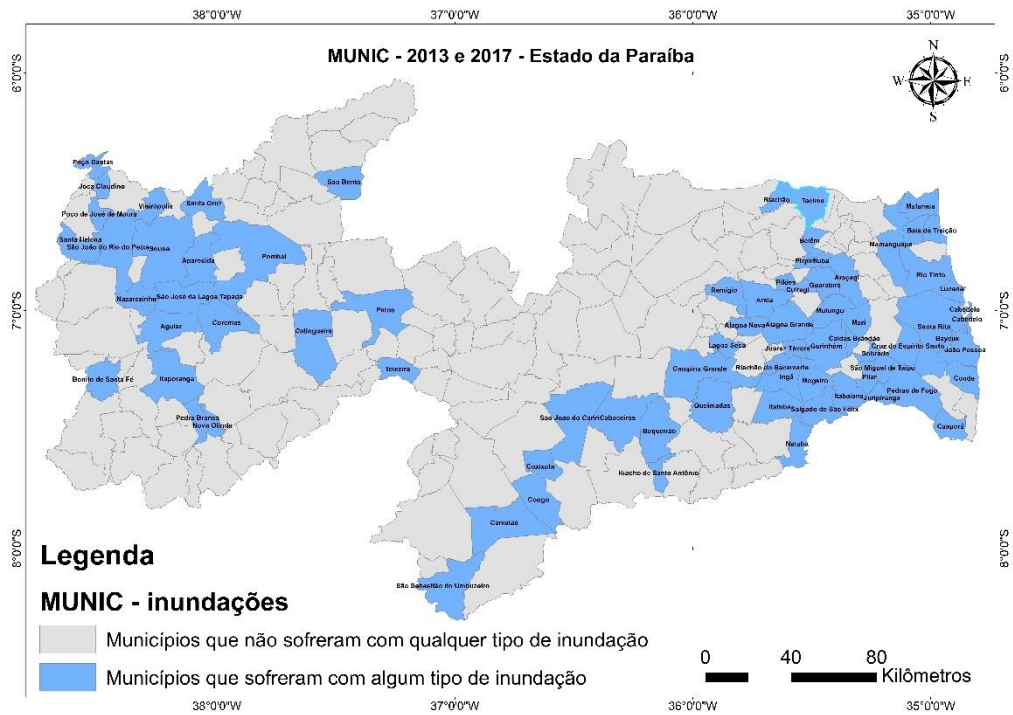 38°0'0"W 37°0'0"W 36°0'0"W 35°0'0"W
MUNIC - 2013 e 2017 - Estado da Paraíba
N
W E
S
6°0'0"S 6°0'0"S
Poço Dantas
Joca Claudino
São Bento
Vieirópolis
Santa Cruz
Poço de José de Moura
Santa Helena
São João do Rio do Peixe
Sousa
Aparecida
Pombal
Nazarezinho
São José da Lagoa Tapada
Aguiar
Coremas
Catingueira
Patos
Teixeira
Bonito de Santa Fé
Itaporanga
Pedra Branca
Nova Olinda
Riachão
Tacima
Mataraca
Baía da Traição
Mamanguape
Belém
Pirpirituba
Rio Tinto
Araçagi
Pilões
Cuitegi
Guarabira
Lucena
Remígio
Areia
Mulungu
Cabedelo
Cabedelo
Alagoa Nova
Alagoa Grande
Mari
Santa Rita
Caldas Brandão
Bayeux
Lagoa Seca
Juarez Távora
Gurinhém
Cruz do Espírito Santo
Sobrado
João Pessoa
Campina Grande
Riachão do Bacamarte
São Miguel de Taipu
Ingá
Mogeiro
Pilar
Conde
Pedras de Fogo
Itabaiana
Juripiranga
Queimadas
Itatuba
Salgado de São Félix
Caaporã
São João do Cariri
Cabaceiras
Boqueirão
Natuba
Caxixola
Riacho de Santo Antônio
Congo
Camalaú
São Sebastião do Umbuzeiro
7°0'0"S 7°0'0"S
8°0'0"S 8°0'0"S
Legenda
MUNIC - inundações
Municípios que não sofreram com qualquer tipo de inundação
Municípios que sofreram com algum tipo de inundação
0 40 80
Kilômetros
38°0'0"W 37°0'0"W 36°0'0"W 35°0'0"W